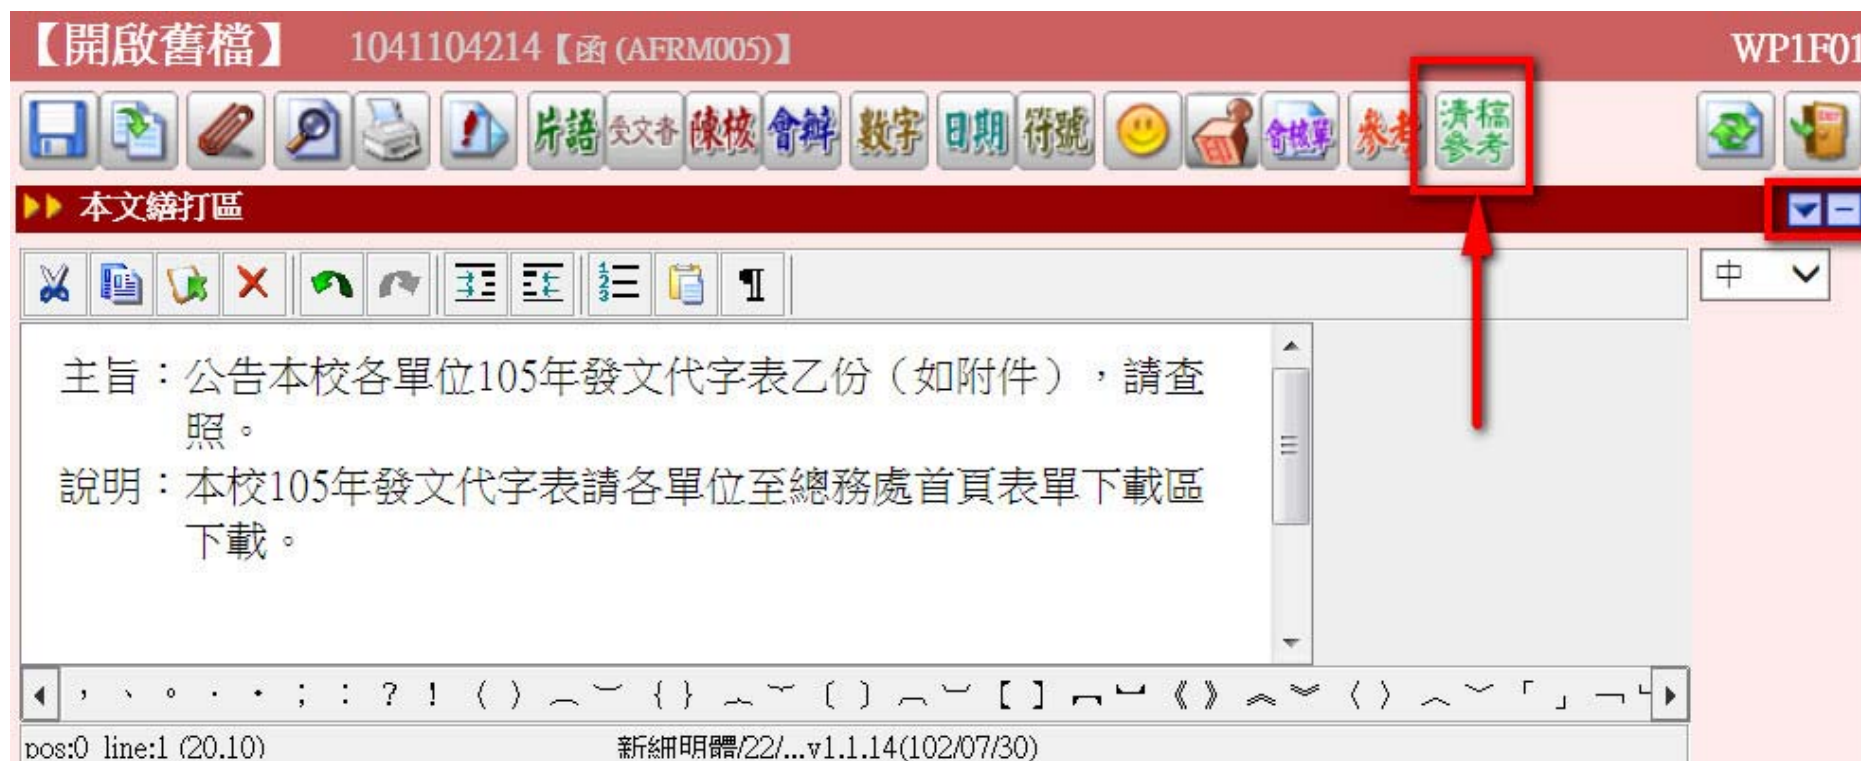 【開啟舊檔】 1041104214【函 (AFRM005)】 WP1F01
片語 受文者 陳核 會辦 數字 日期 符號 會核單 參考 清稿參考
本文繕打區
中
主旨：公告本校各單位105年發文代字表乙份（如附件），請查
照。
說明：本校105年發文代字表請各單位至總務處首頁表單下載區
下載。
，、。．・；：？！（）︵︶｛｝︷︸〔〕︹︺【】︻︼《》︽︾〈〉︿﹀「」﹁
pos:0 line:1 (20.10) 新細明體/22/...v1.1.14(102/07/30)